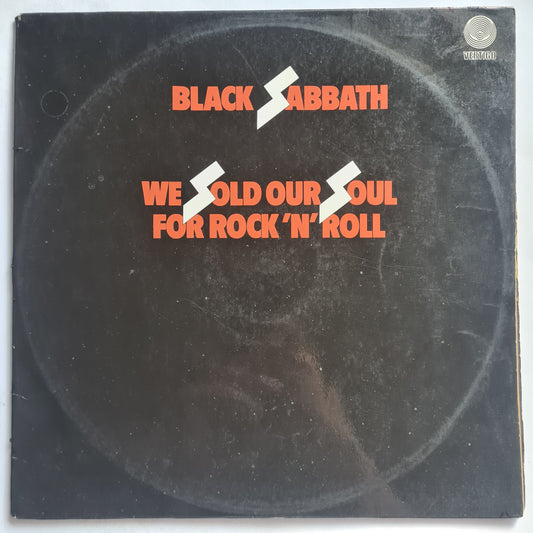 VERTIGO
BLACK SABBATH
WE SOLD OUR SOUL
FOR ROCK 'N' ROLL